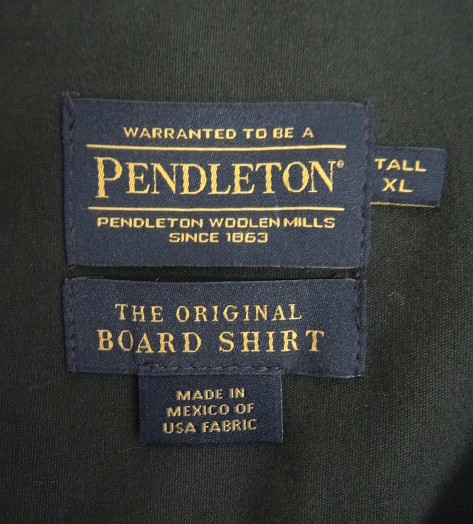 WARRANTED TO BE A
PENDLETON®
PENDLETON WOOLEN MILLS
SINCE 1863
TALL
XL
THE ORIGINAL
BOARD SHIRT
MADE IN
MEXICO OF
USA FABRIC